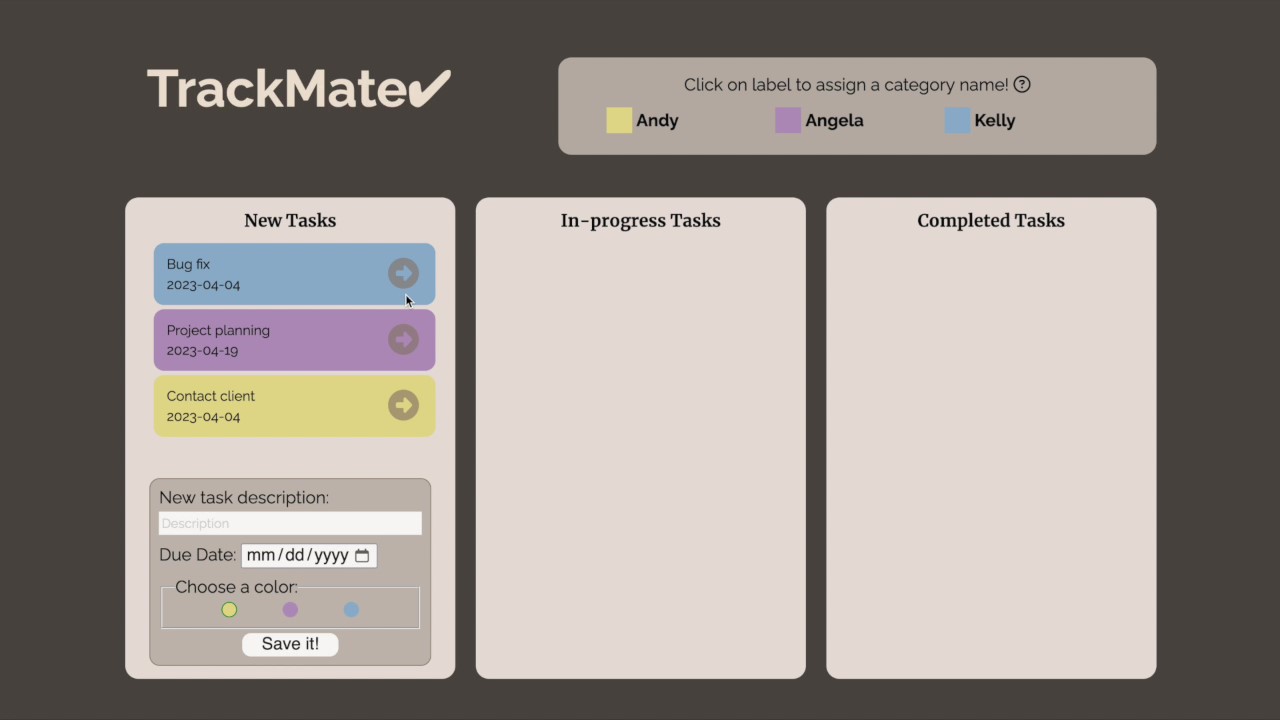 TrackMate✔
Click on label to assign a category name! ?
Andy
Angela
Kelly
New Tasks
Bug fix
2023-04-04
Project planning
2023-04-19
Contact client
2023-04-04
New task description:
Description
Due Date: mm/dd/yyyy
Choose a color:
Save it!
In-progress Tasks
Completed Tasks